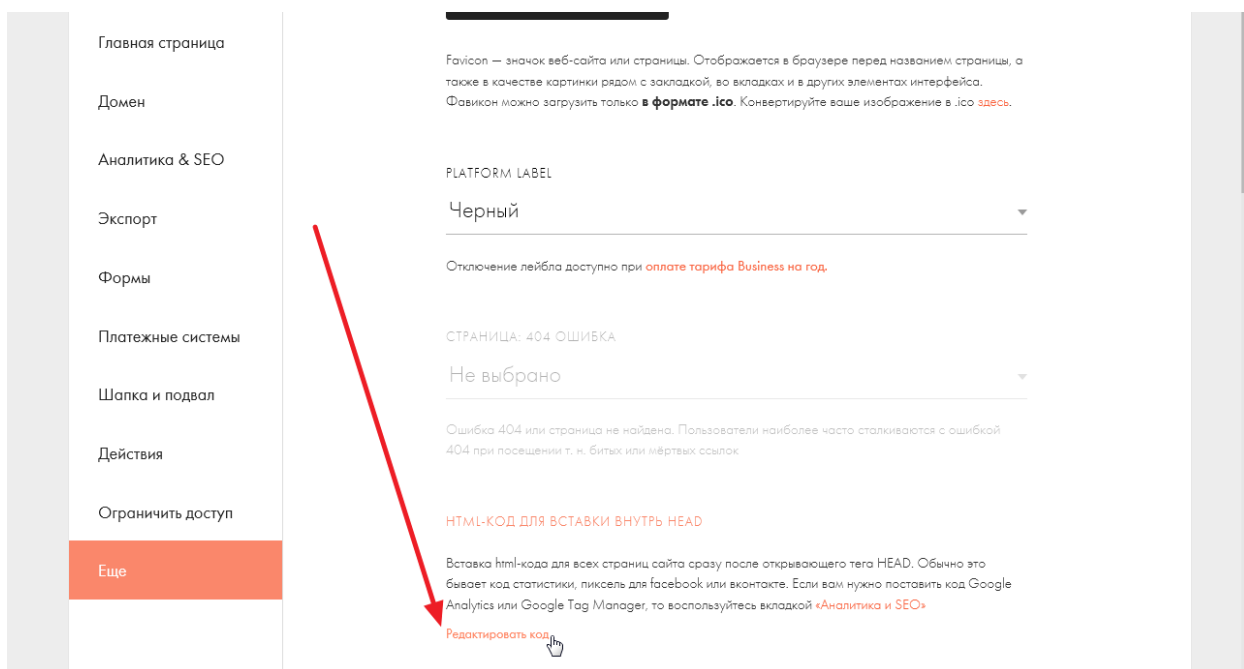 Главная страница
Домен
Аналитика & SEO
Экспорт
Формы
Платежные системы
Шапка и подвал
Действия
Ограничить доступ
Еще
Favicon — значок веб-сайта или страницы. Отображается в браузере перед названием страницы, а
также в качестве картинки рядом с закладкой, во вкладках и в других элементах интерфейса.
Фавикон можно загрузить только в формате .ico. Конвертируйте ваше изображение в .ico здесь.
PLATFORM LABEL
Черный
Отключение лейбла доступно при оплате тарифа Business на год.
СТРАНИЦА: 404 ОШИБКА
Не выбрано
Ошибка 404 или страница не найдена. Пользователи наиболее часто сталкиваются с ошибкой
404 при посещении т. н. битых или мёртвых ссылок
HTML-КОД ДЛЯ ВСТАВКИ ВНУТРЬ HEAD
Вставка html-кода для всех страниц сайта сразу после открывающего тега HEAD. Обычно это
бывает код статистики, пиксель для facebook или вконтакте. Если вам нужно поставить код Google
Analytics или Google Tag Manager, то воспользуйтесь вкладкой «Аналитика и SEO»
Редактировать код